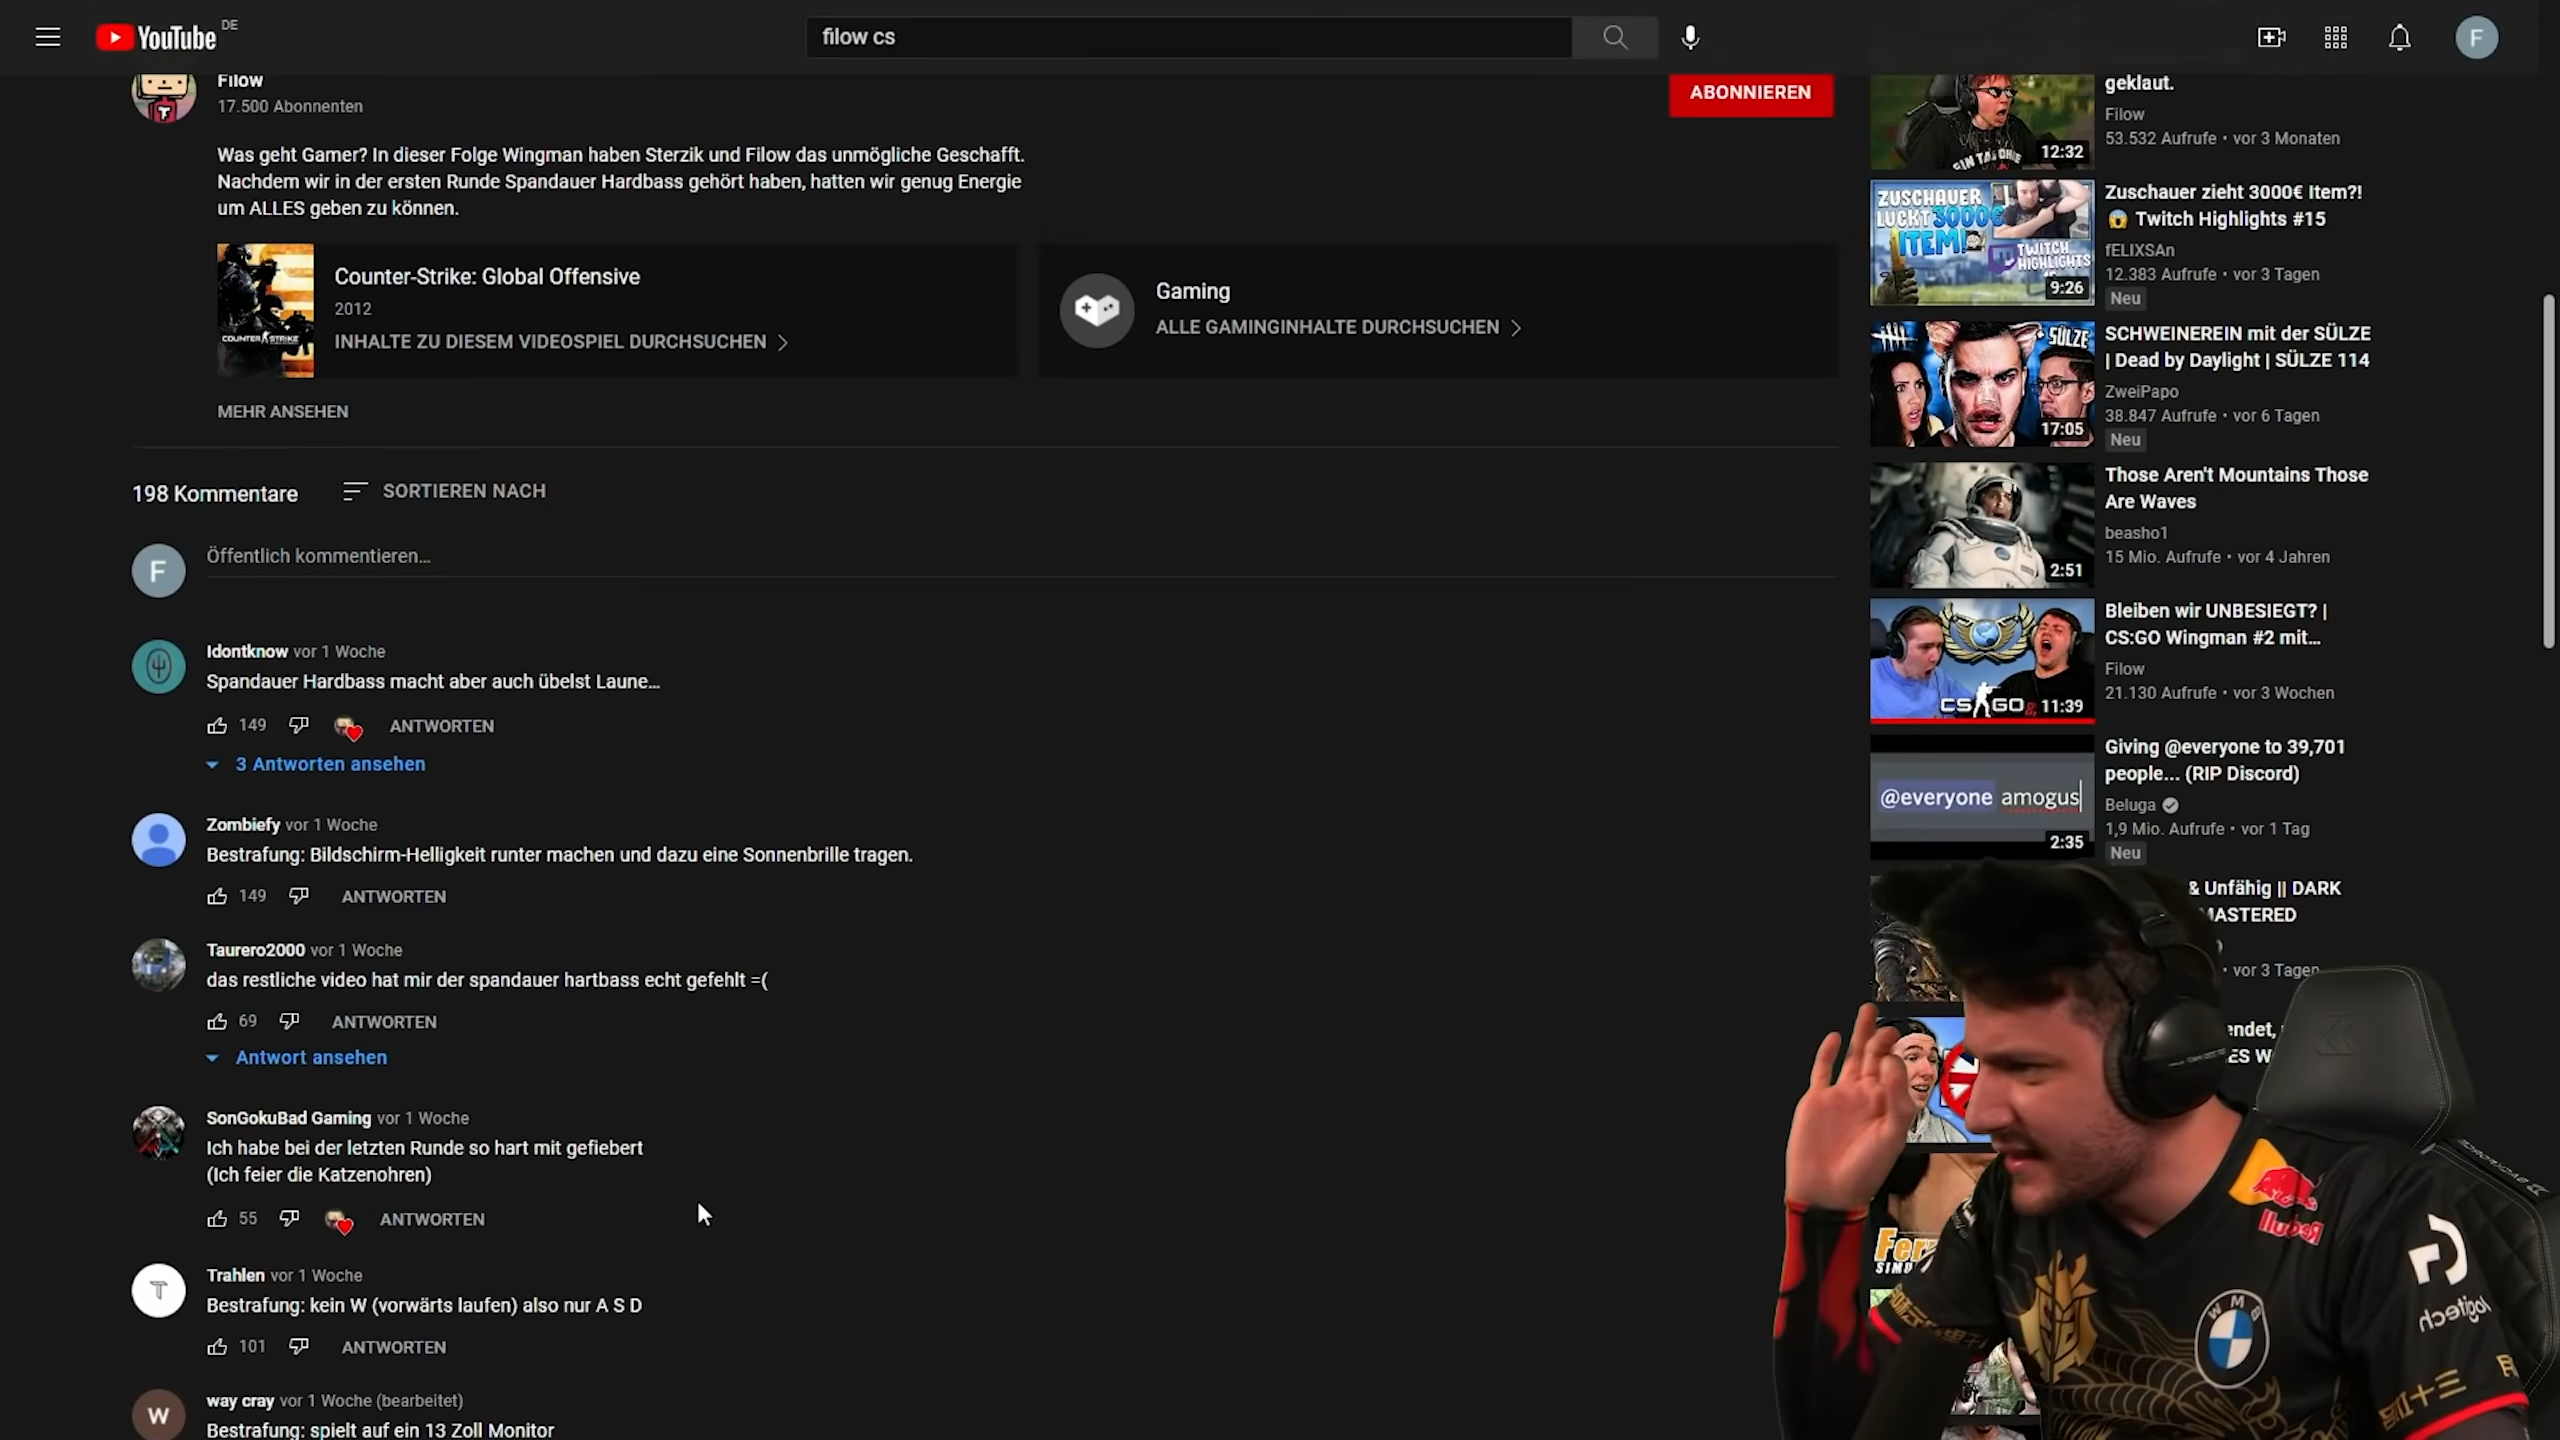 YouTube DE
filow cs
F
Filow
17.500 Abonnenten
ABONNIEREN
Was geht Gamer? In dieser Folge Wingman haben Sterzik und Filow das unmögliche Geschafft.
Nachdem wir in der ersten Runde Spandauer Hardbass gehört haben, hatten wir genug Energie
um ALLES geben zu können.
COUNTER STRIKE
Counter-Strike: Global Offensive
2012
INHALTE ZU DIESEM VIDEOSPIEL DURCHSUCHEN
Gaming
ALLE GAMINGINHALTE DURCHSUCHEN
MEHR ANSEHEN
198 Kommentare
SORTIEREN NACH
F
Öffentlich kommentieren...
Idontknow vor 1 Woche
Spandauer Hardbass macht aber auch übelst Laune...
149
ANTWORTEN
3 Antworten ansehen
Zombiefy vor 1 Woche
Bestrafung: Bildschirm-Helligkeit runter machen und dazu eine Sonnenbrille tragen.
149
ANTWORTEN
Taurero2000 vor 1 Woche
das restliche video hat mir der spandauer hartbass echt gefehlt =(
69
ANTWORTEN
Antwort ansehen
SonGokuBad Gaming vor 1 Woche
Ich habe bei der letzten Runde so hart mit gefiebert
(Ich feier die Katzenohren)
55
ANTWORTEN
T
Trahlen vor 1 Woche
Bestrafung: kein W (vorwärts laufen) also nur A S D
101
ANTWORTEN
W
way cray vor 1 Woche (bearbeitet)
Bestrafung: spielt auf ein 13 Zoll Monitor
12:32
geklaut.
Filow
53.532 Aufrufe • vor 3 Monaten
ZUSCHAUER
LUCKT 3000€
ITEM!
TWITCH
HIGHLIGHTS
9:26
Zuschauer zieht 3000€ Item?!
😱 Twitch Highlights #15
fELIXSAn
12.383 Aufrufe • vor 3 Tagen
Neu
SÜLZE
17:05
SCHWEINEREIN mit der SÜLZE
| Dead by Daylight | SÜLZE 114
ZweiPapo
38.847 Aufrufe • vor 6 Tagen
Neu
2:51
Those Aren't Mountains Those
Are Waves
beasho1
15 Mio. Aufrufe • vor 4 Jahren
CS GO
11:39
Bleiben wir UNBESIEGT? |
CS:GO Wingman #2 mit...
Filow
21.130 Aufrufe • vor 3 Wochen
@everyone amogus
2:35
Giving @everyone to 39,701
people... (RIP Discord)
Beluga
1,9 Mio. Aufrufe • vor 1 Tag
Neu
& Unfähig || DARK
MASTERED
• vor 3 Tagen
endet,
ES W
Fer
SIMU
Red Bull
BMW
logitech